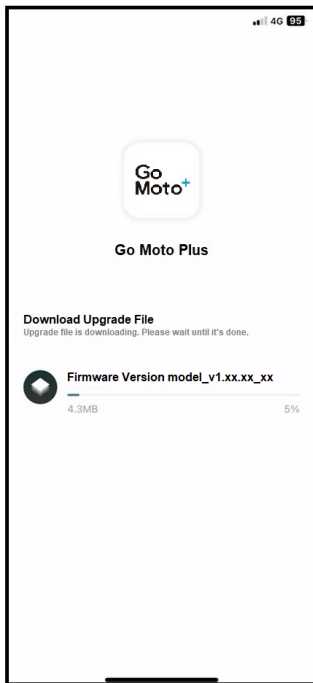 4G 95
Go
Moto+
Go Moto Plus
Download Upgrade File
Upgrade file is downloading. Please wait until it's done.
Firmware Version model_v1.xx.xx_xx
4.3MB 5%